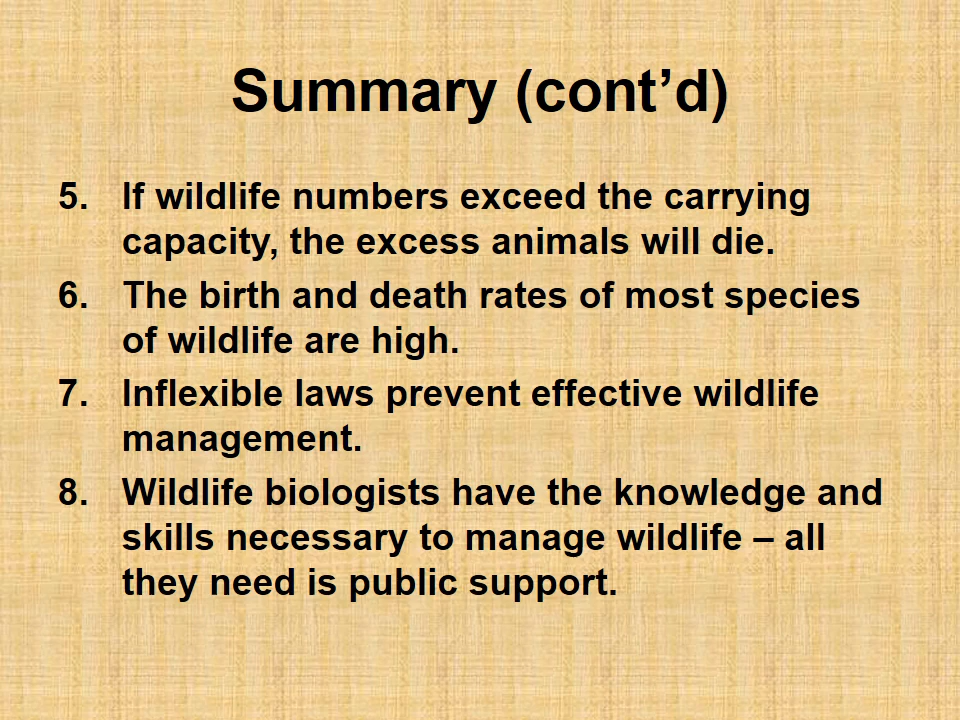 Summary (cont’d)
5. If wildlife numbers exceed the carrying
capacity, the excess animals will die.
6. The birth and death rates of most species
of wildlife are high.
7. Inflexible laws prevent effective wildlife
management.
8. Wildlife biologists have the knowledge and
skills necessary to manage wildlife – all
they need is public support.